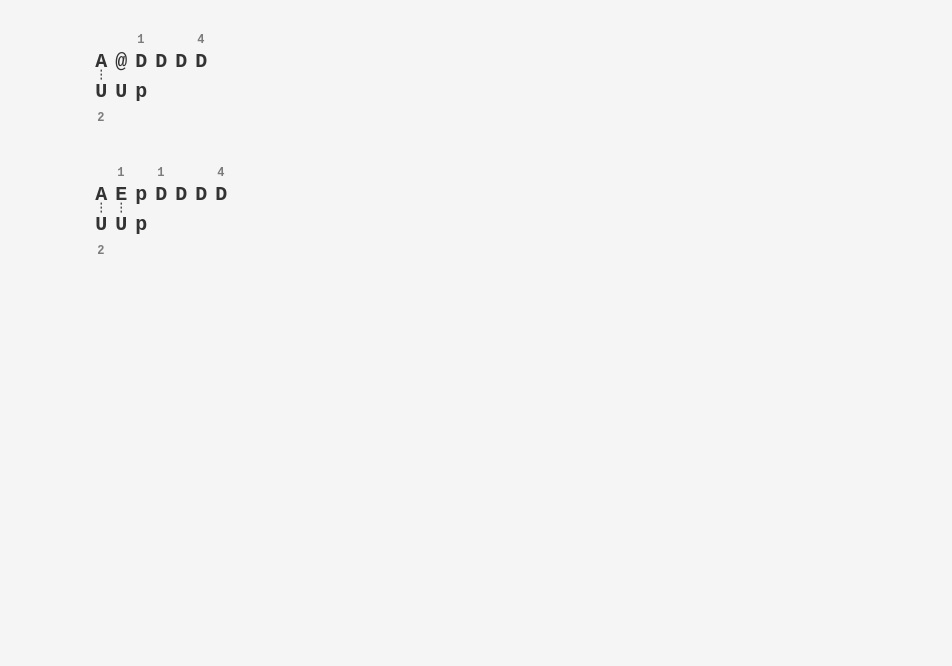 1 4
A @ D D D D
U U p
2
1 1 4
A E p D D D D
U U p
2